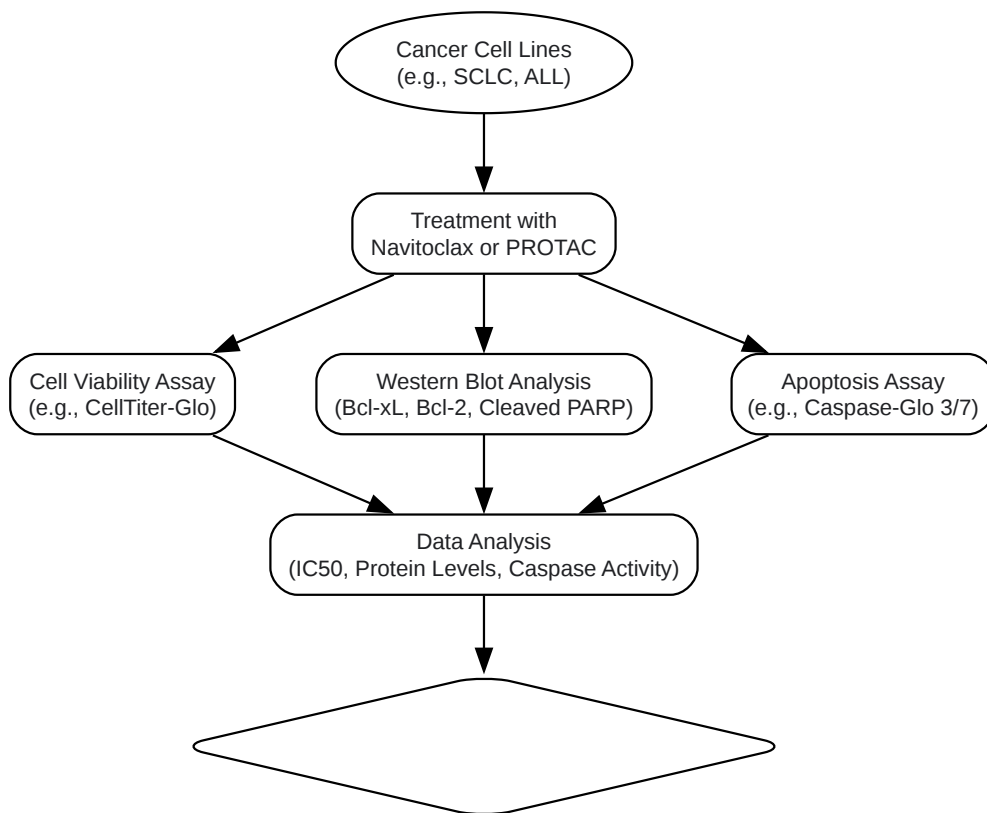 Cancer Cell Lines
(e.g., SCLC, ALL)
Treatment with
Navitoclax or PROTAC
Cell Viability Assay
(e.g., CellTiter-Glo)
Western Blot Analysis
(Bcl-xL, Bcl-2, Cleaved PARP)
Apoptosis Assay
(e.g., Caspase-Glo 3/7)
Data Analysis
(IC50, Protein Levels, Caspase Activity)